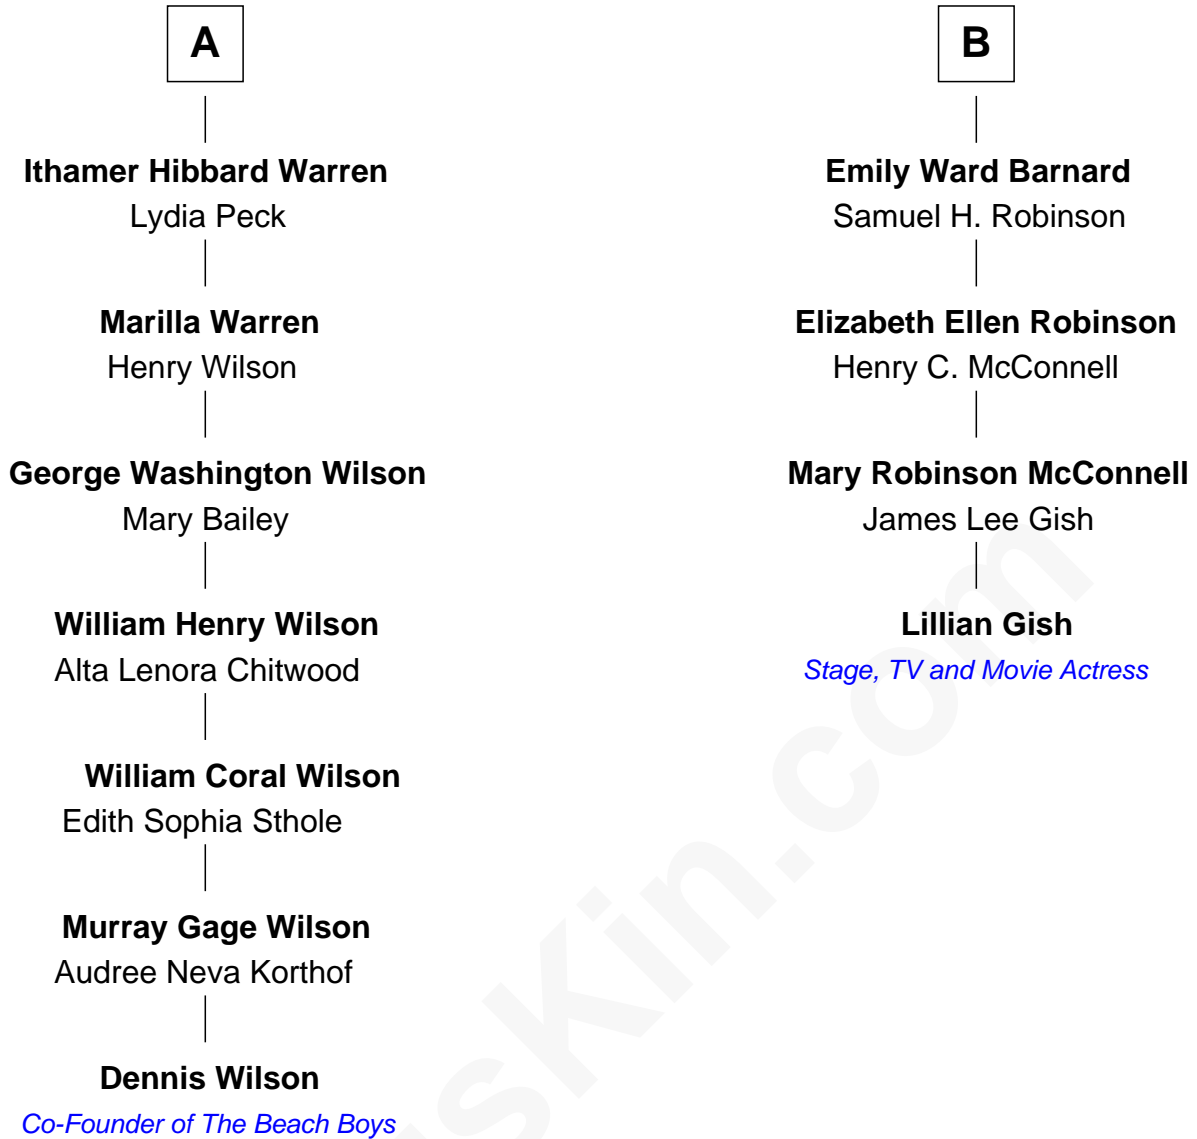 A
Ithamer Hibbard Warren
Lydia Peck
Marilla Warren
Henry Wilson
George Washington Wilson
Mary Bailey
William Henry Wilson
Alta Lenora Chitwood
William Coral Wilson
Edith Sophia Sthole
Murray Gage Wilson
Audree Neva Korthof
Dennis Wilson
Co-Founder of The Beach Boys
B
Emily Ward Barnard
Samuel H. Robinson
Elizabeth Ellen Robinson
Henry C. McConnell
Mary Robinson McConnell
James Lee Gish
Lillian Gish
Stage, TV and Movie Actress